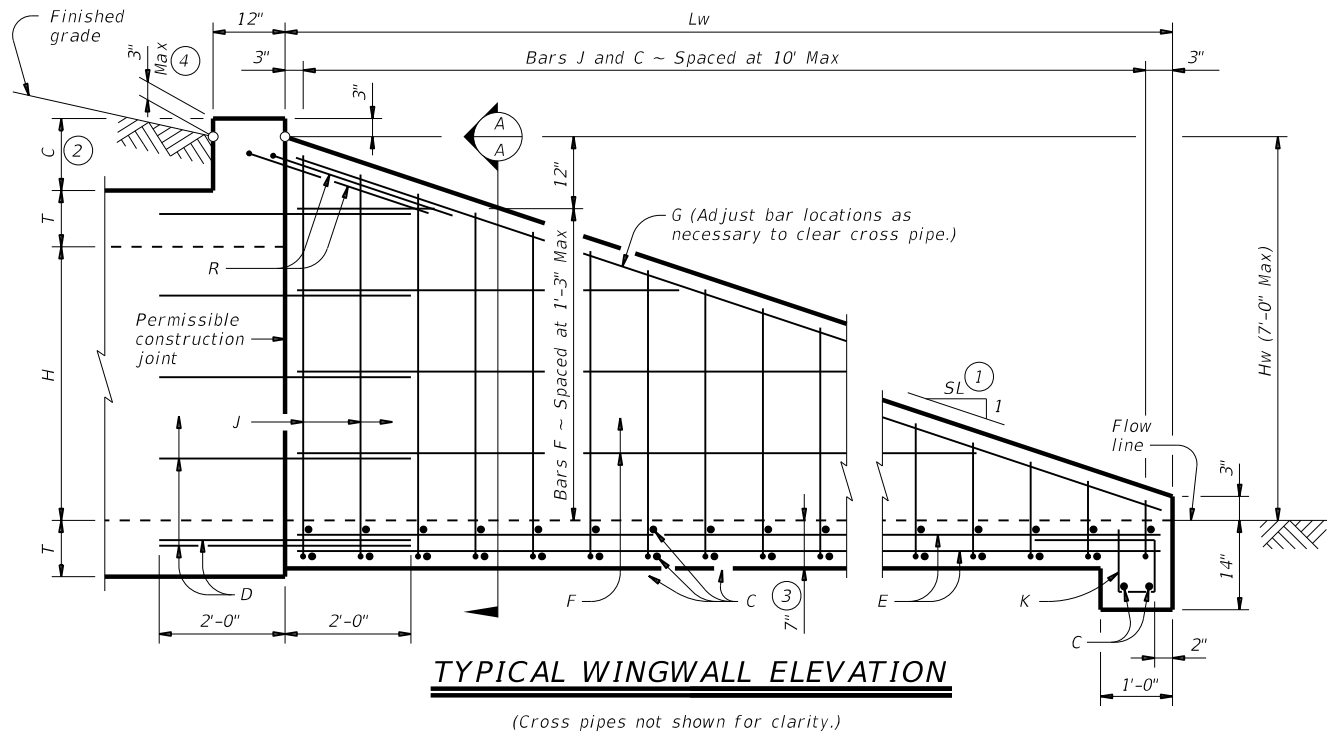 Finished
grade
12"
Lw
3"
Max
4
3"
Bars J and C ~ Spaced at 10' Max
3"
3"
A
A
C
2
12"
T
G (Adjust bar locations as
necessary to clear cross pipe.)
R
Bars F ~ Spaced at 1'-3" Max
Hw (7'-0" Max)
Permissible
construction
joint
H
SL
1
1
J
Flow
line
3"
T
14"
D
F
C
3
7"
E
K
2'-0"
2'-0"
C
2"
1'-0"
TYPICAL WINGWALL ELEVATION
(Cross pipes not shown for clarity.)